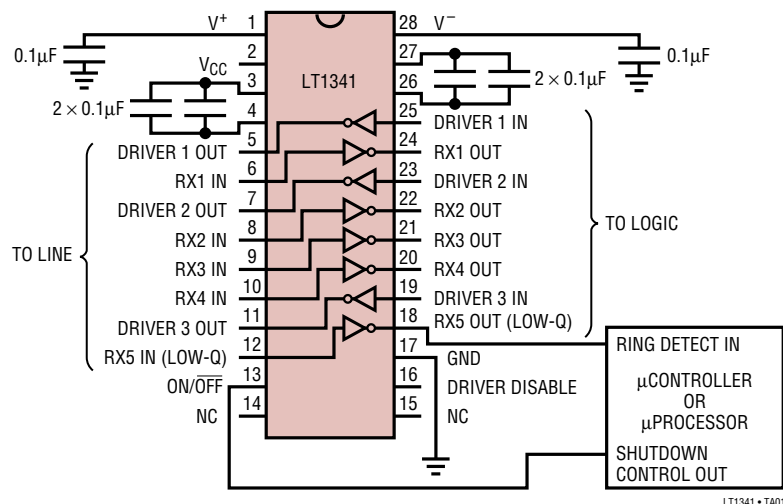 V+ 1 28 V−
0.1µF 2 27 0.1µF
VCC 3 LT1341 26 2 × 0.1µF
2 × 0.1µF 4 25 DRIVER 1 IN
DRIVER 1 OUT 5 24 RX1 OUT
RX1 IN 6 23 DRIVER 2 IN
DRIVER 2 OUT 7 22 RX2 OUT
RX2 IN 8 21 RX3 OUT
TO LINE TO LOGIC
RX3 IN 9 20 RX4 OUT
RX4 IN 10 19 DRIVER 3 IN
DRIVER 3 OUT 11 18 RX5 OUT (LOW-Q)
RX5 IN (LOW-Q) 12 17 GND
ON/OFF 13 16 DRIVER DISABLE
NC 14 15 NC
RING DETECT IN
µCONTROLLER
OR
µPROCESSOR
SHUTDOWN
CONTROL OUT
LT1341 • TA01